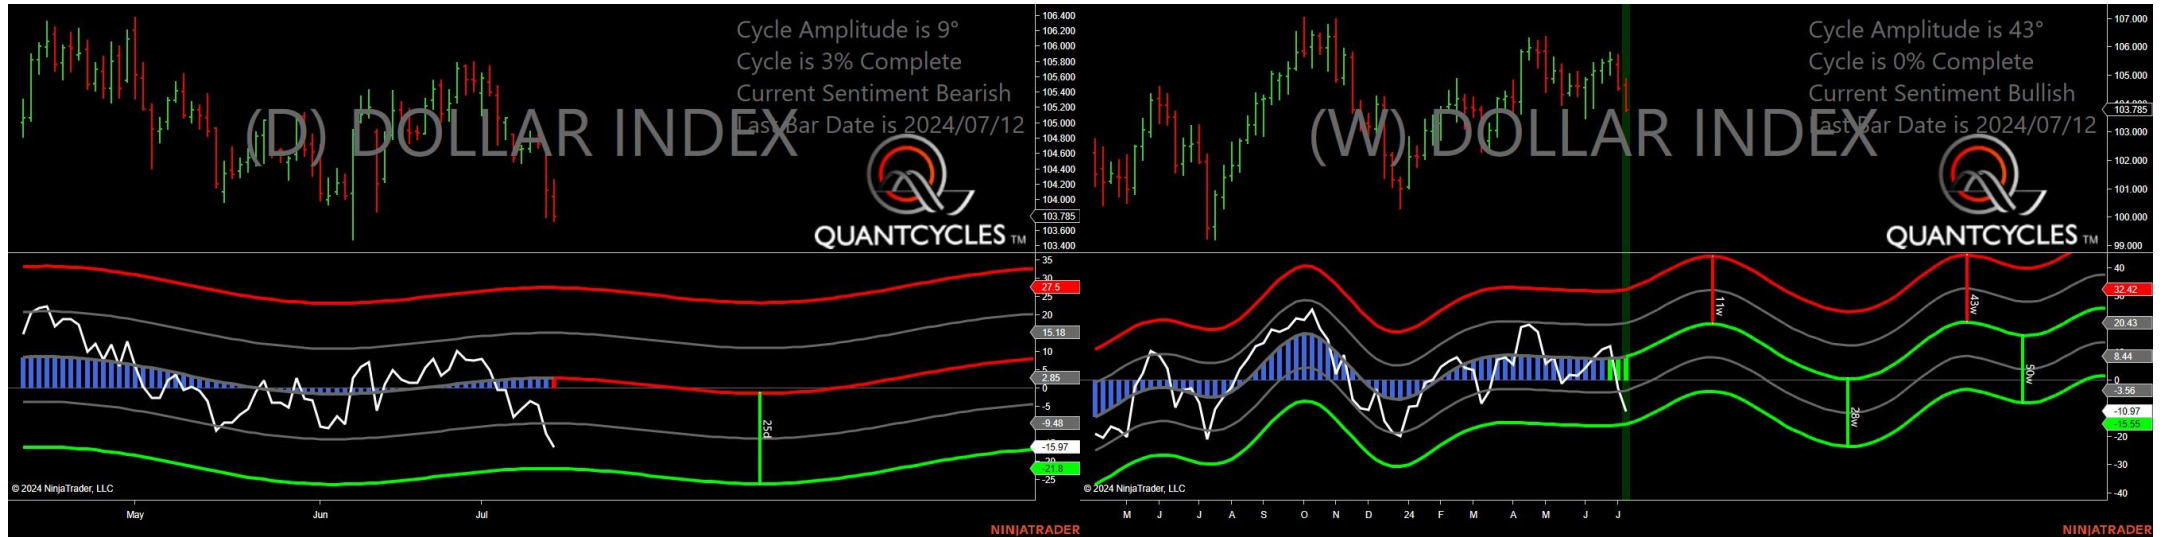 Cycle Amplitude is 9°
Cycle is 3% Complete
Current Sentiment Bearish
Last Bar Date is 2024/07/12
(D) DOLLAR INDEX
QUANTCYCLES TM
106.400
106.200
106.000
105.800
105.600
105.400
105.200
105.000
104.800
104.600
104.400
104.200
104.000
103.785
103.600
103.400
35
30
27.5
25
20
15.18
10
5
2.85
0
-5
-9.48
-15.97
-20
-21.8
-25
25d
© 2024 NinjaTrader, LLC
May
Jun
Jul
NINJATRADER
Cycle Amplitude is 43°
Cycle is 0% Complete
Current Sentiment Bullish
Last Bar Date is 2024/07/12
(W) DOLLAR INDEX
QUANTCYCLES TM
107.000
106.000
105.000
104.000
103.785
103.000
102.000
101.000
100.000
99.000
40
32.42
30
20.43
8.44
0
-3.56
-10.97
-15.55
-20
-30
-40
11w
28w
43w
50w
© 2024 NinjaTrader, LLC
M
J
J
A
S
O
N
D
24
F
M
A
M
J
J
NINJATRADER